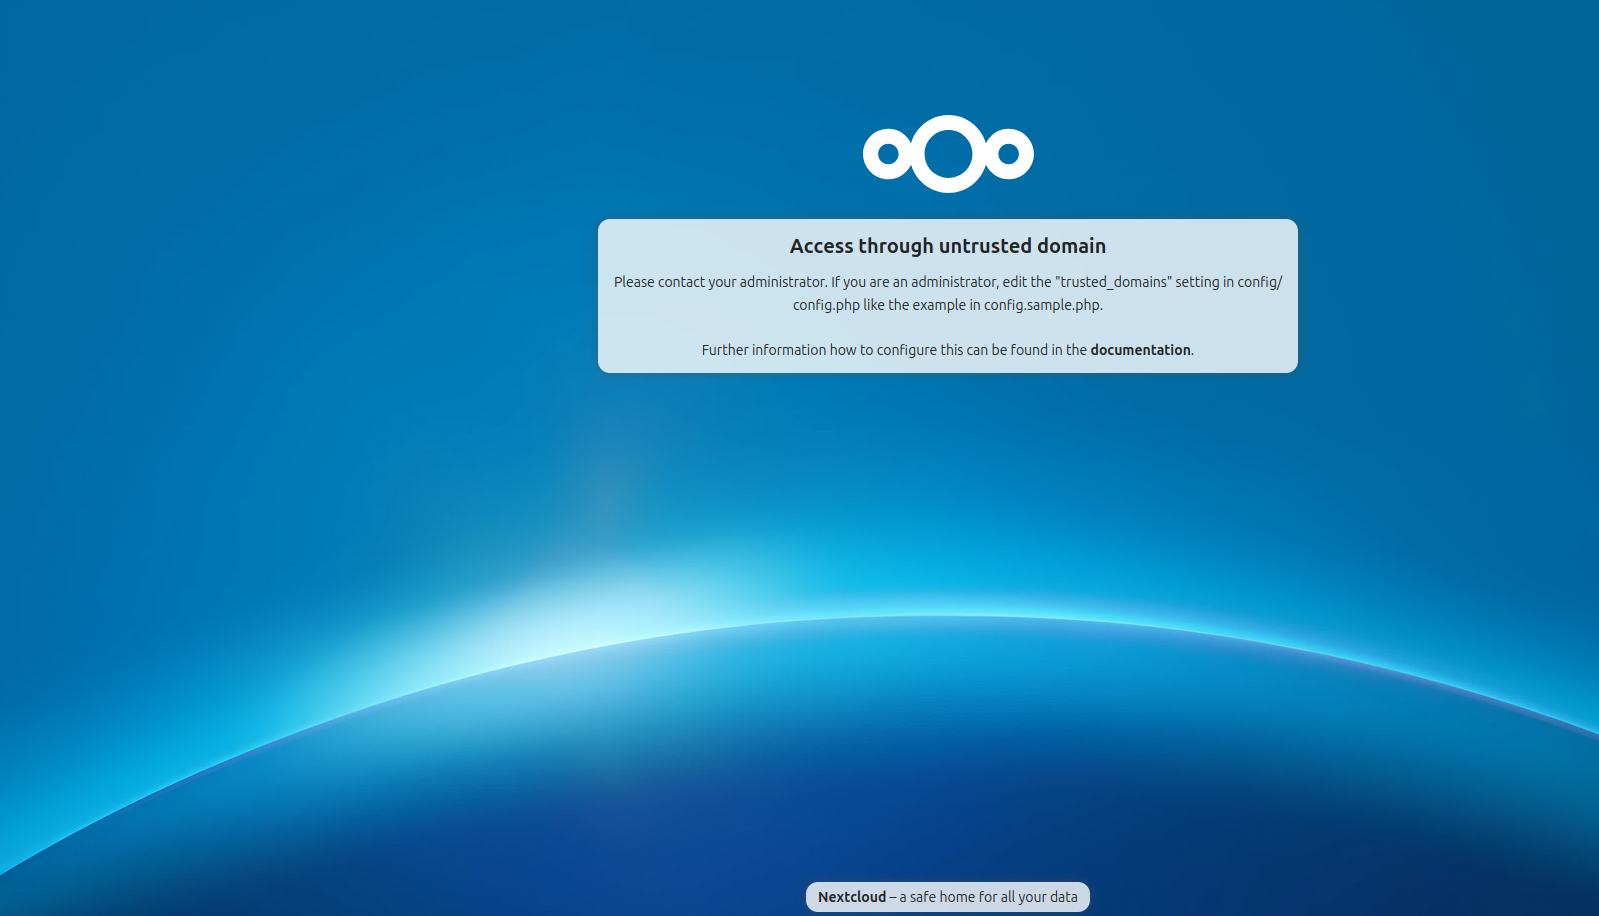 Access through untrusted domain
Please contact your administrator. If you are an administrator, edit the "trusted_domains" setting in config/
config.php like the example in config.sample.php.
Further information how to configure this can be found in the documentation.
Nextcloud – a safe home for all your data